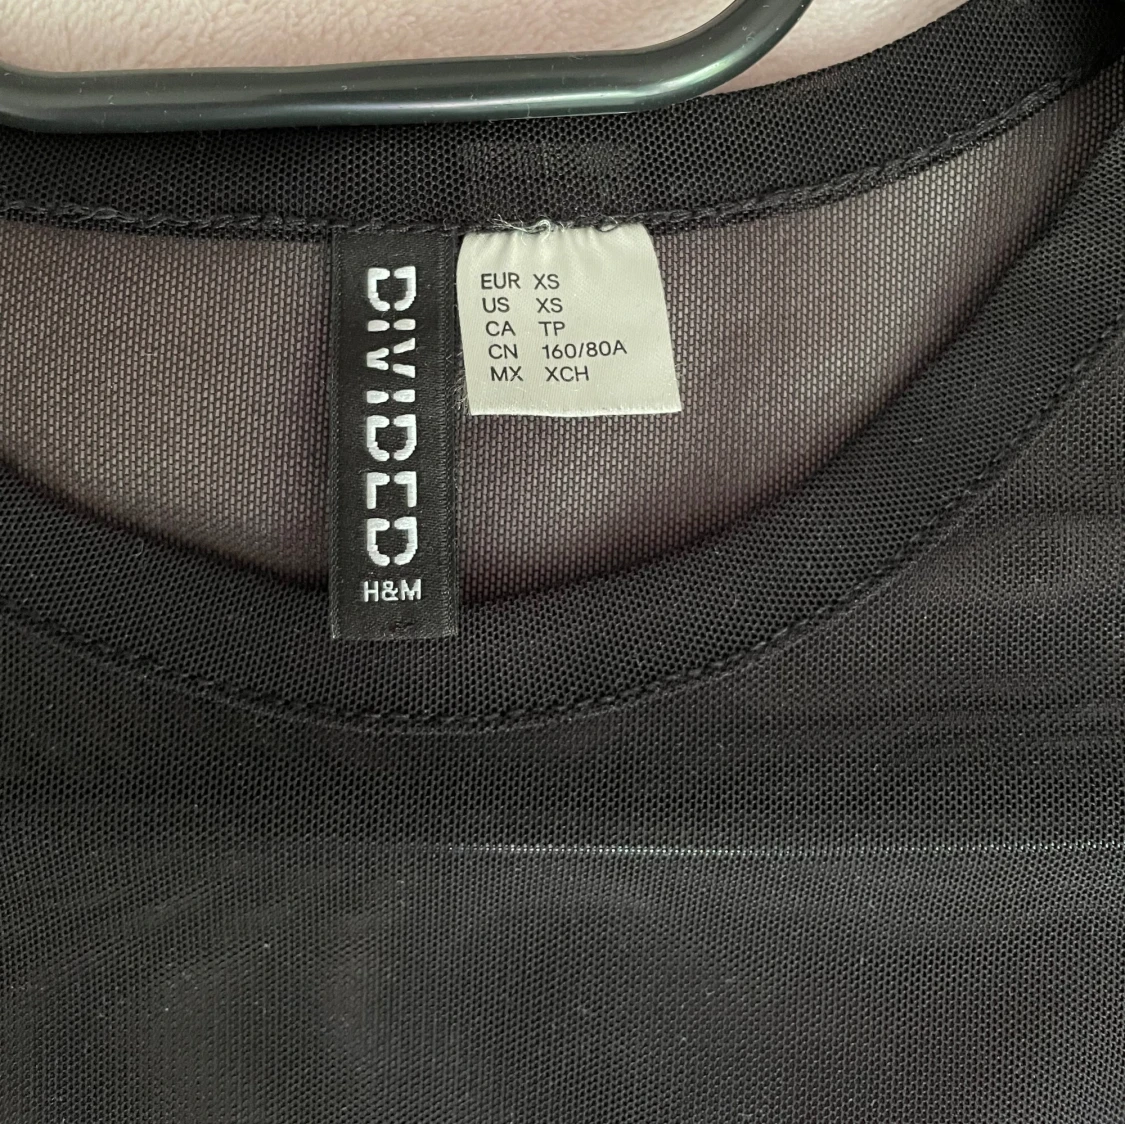 DIVIDED
H&M
EUR XS
US XS
CA TP
CN 160/80A
MX XCH